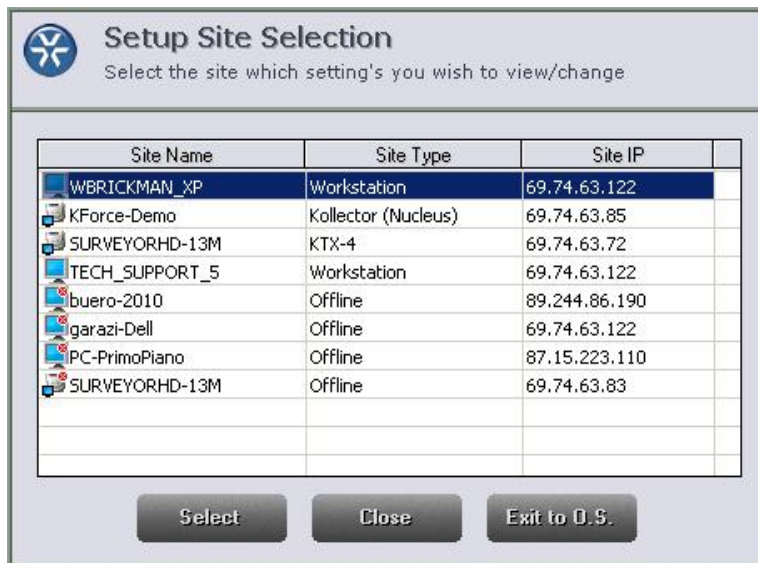 Setup Site Selection
Select the site which setting's you wish to view/change
Site Name Site Type Site IP
WBRICKMAN_XP Workstation 69.74.63.122
KForce-Demo Kollector (Nucleus) 69.74.63.85
SURVEYORHD-13M KTX-4 69.74.63.72
TECH_SUPPORT_5 Workstation 69.74.63.122
buero-2010 Offline 89.244.86.190
garazi-Dell Offline 69.74.63.122
PC-PrimoPiano Offline 87.15.223.110
SURVEYORHD-13M Offline 69.74.63.83
Select Close Exit to O.S.